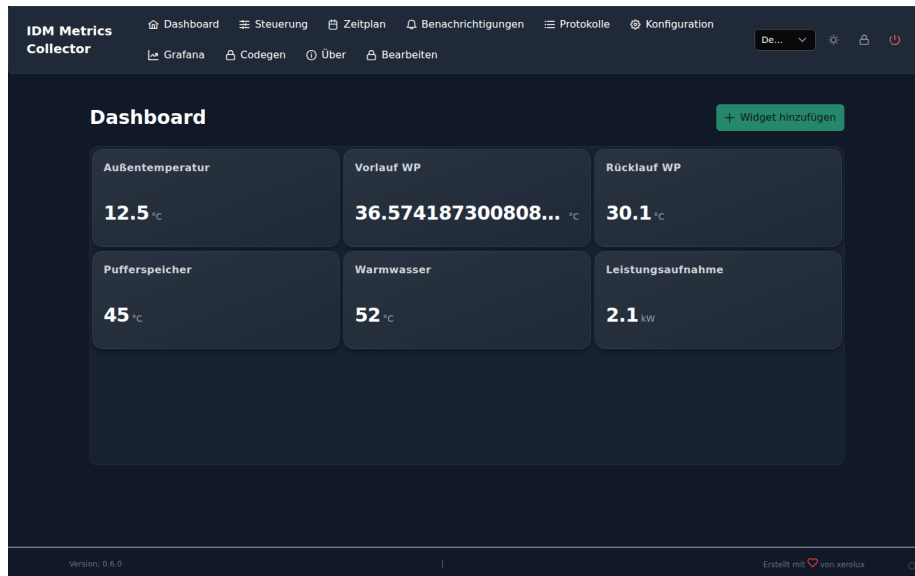 IDM Metrics
Collector
Dashboard Steuerung Zeitplan Benachrichtigungen Protokolle Konfiguration
Grafana Codegen Über Bearbeiten
De...
Dashboard
Widget hinzufügen
Außentemperatur
12.5 °C
Vorlauf WP
36.574187300808... °C
Rücklauf WP
30.1 °C
Pufferspeicher
45 °C
Warmwasser
52 °C
Leistungsaufnahme
2.1 kW
Version: 0.6.0
|
Erstellt mit von xerolux